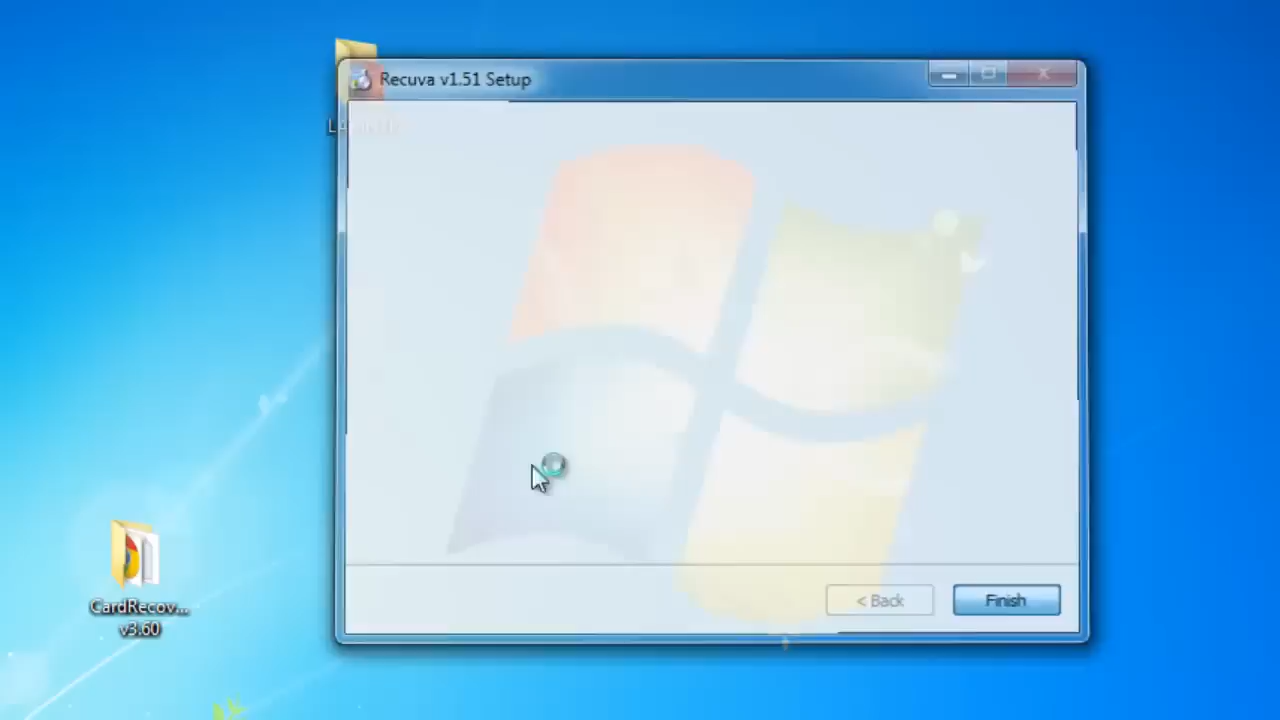 Recuva v1.51 Setup
CardRecov...
v3.60
< Back
Finish